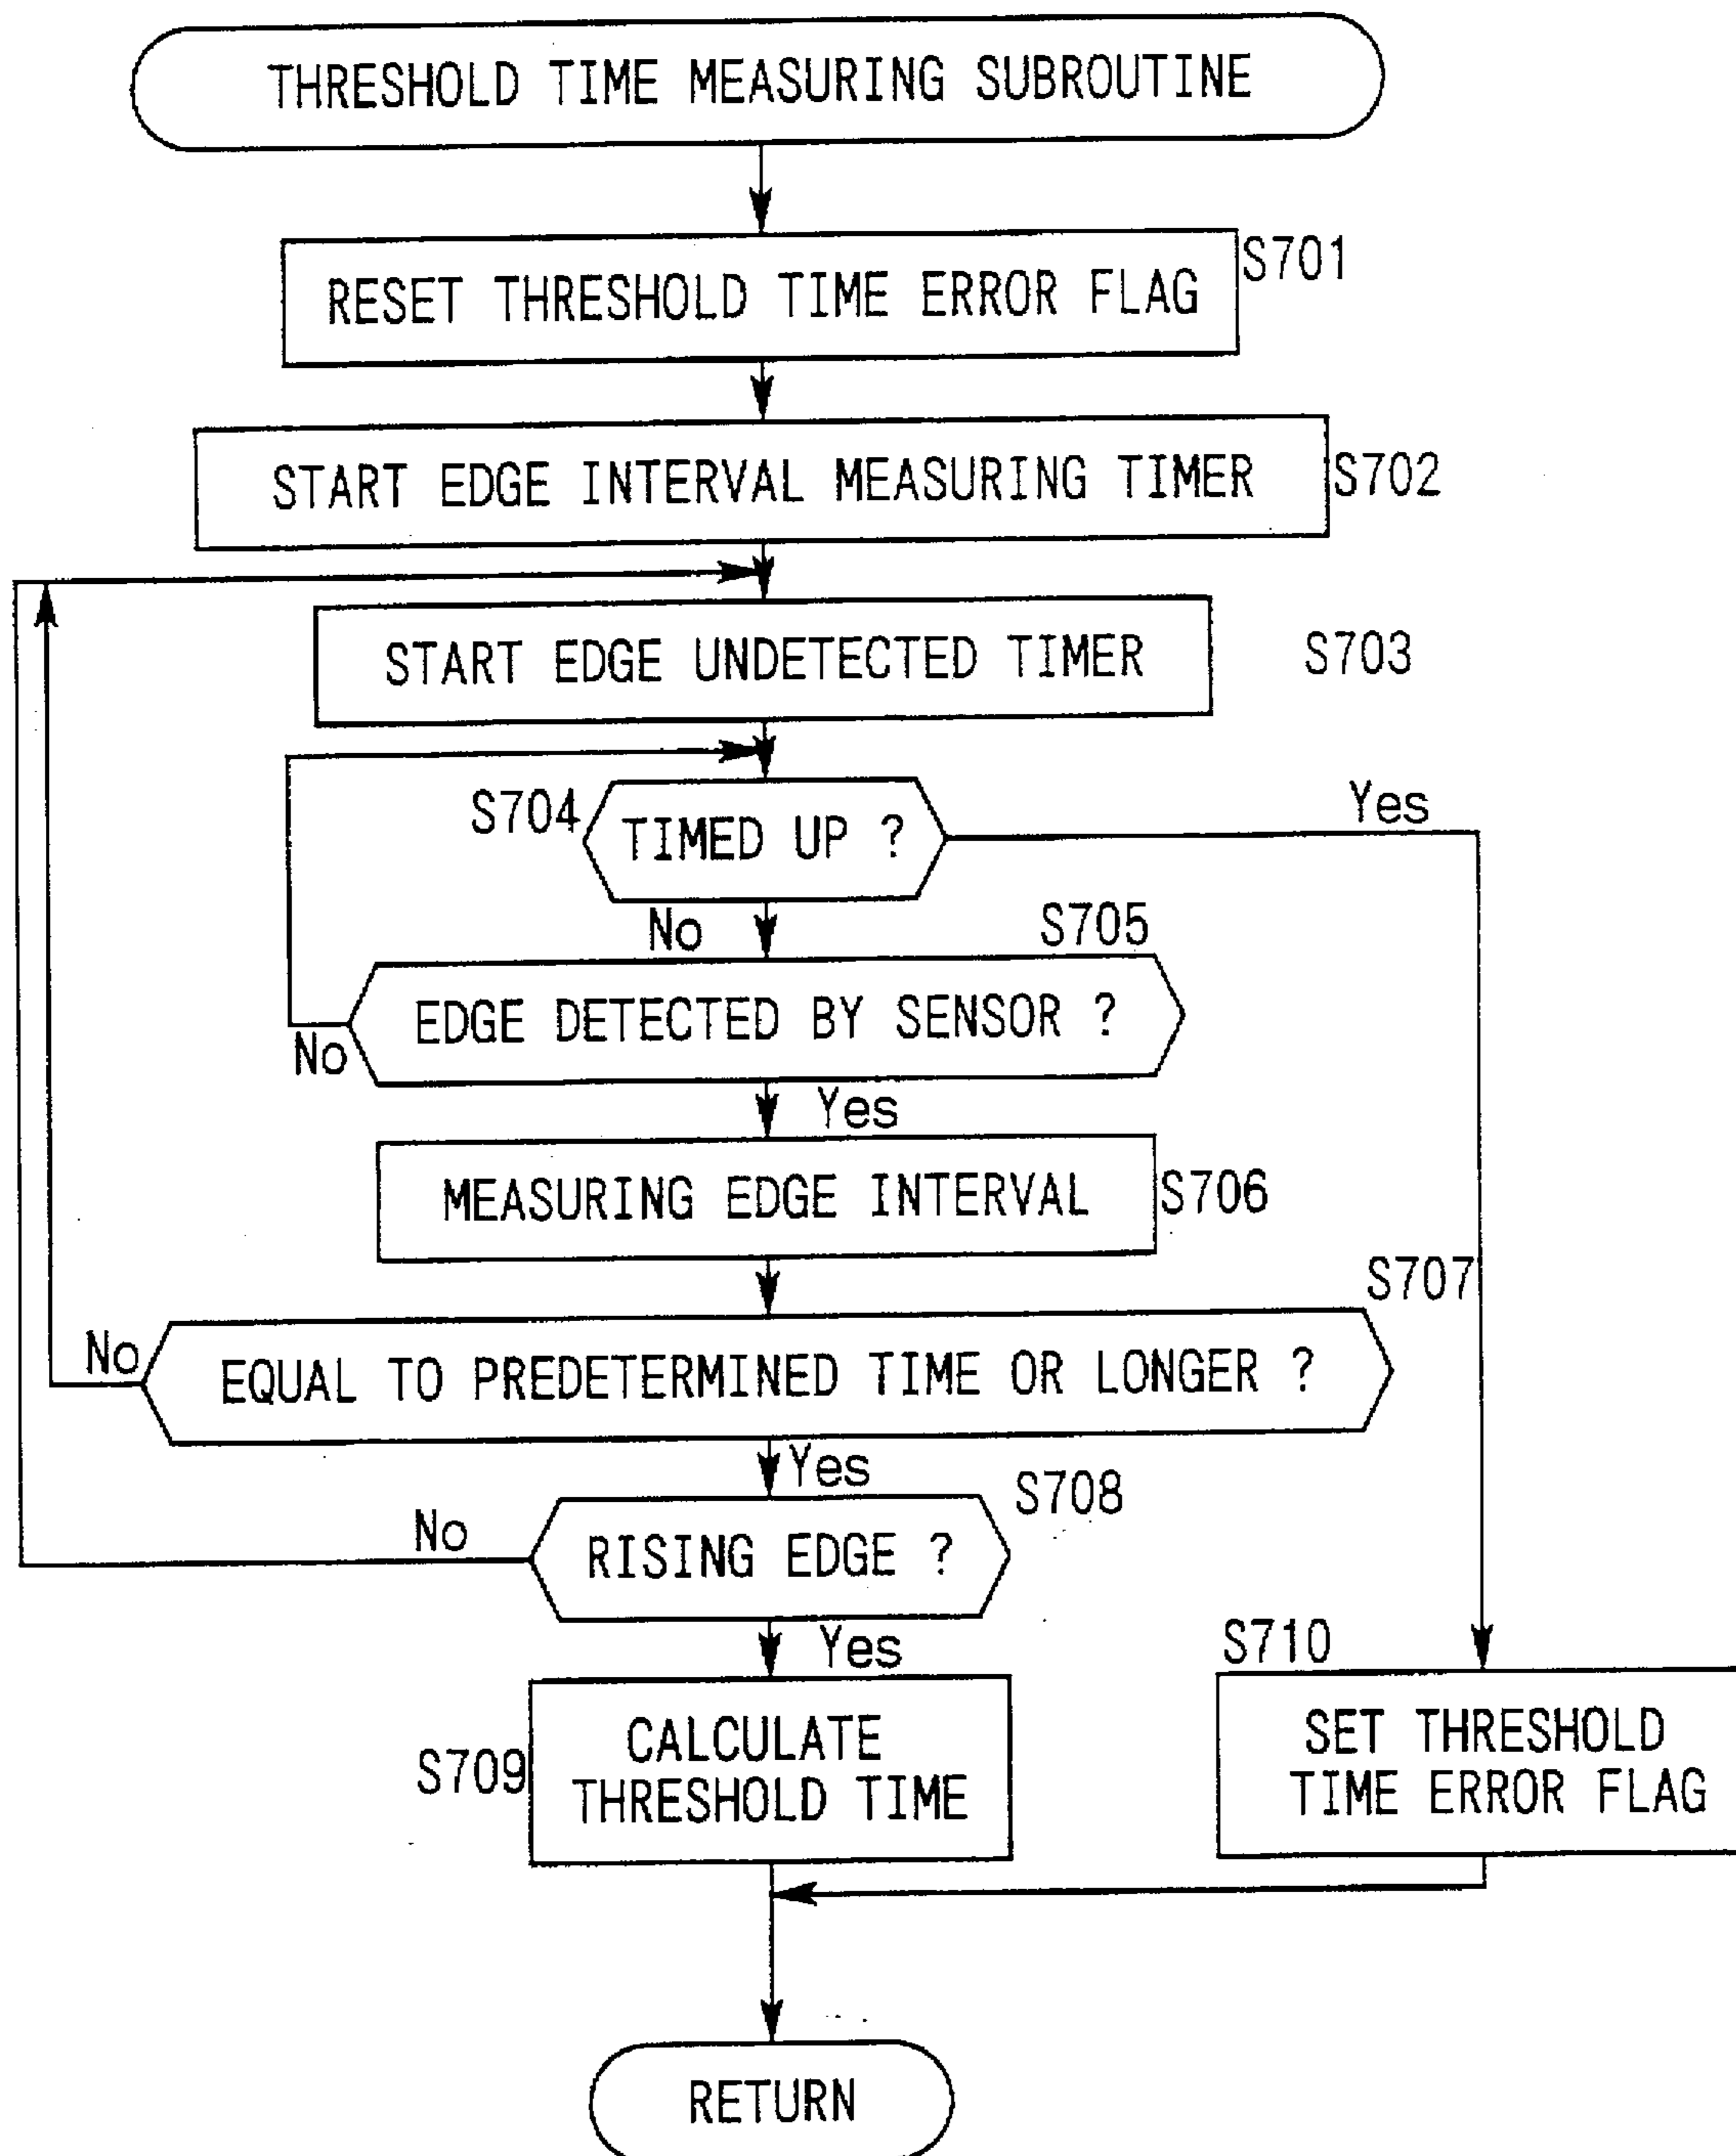 THRESHOLD TIME MEASURING SUBROUTINE
RESET THRESHOLD TIME ERROR FLAG
S701
START EDGE INTERVAL MEASURING TIMER
S702
START EDGE UNDETECTED TIMER
S703
S704
TIMED UP ?
Yes
No
S705
EDGE DETECTED BY SENSOR ?
No
Yes
MEASURING EDGE INTERVAL
S706
S707
No
EQUAL TO PREDETERMINED TIME OR LONGER ?
Yes
S708
No
RISING EDGE ?
Yes
S709
CALCULATE
THRESHOLD TIME
S710
SET THRESHOLD
TIME ERROR FLAG
RETURN